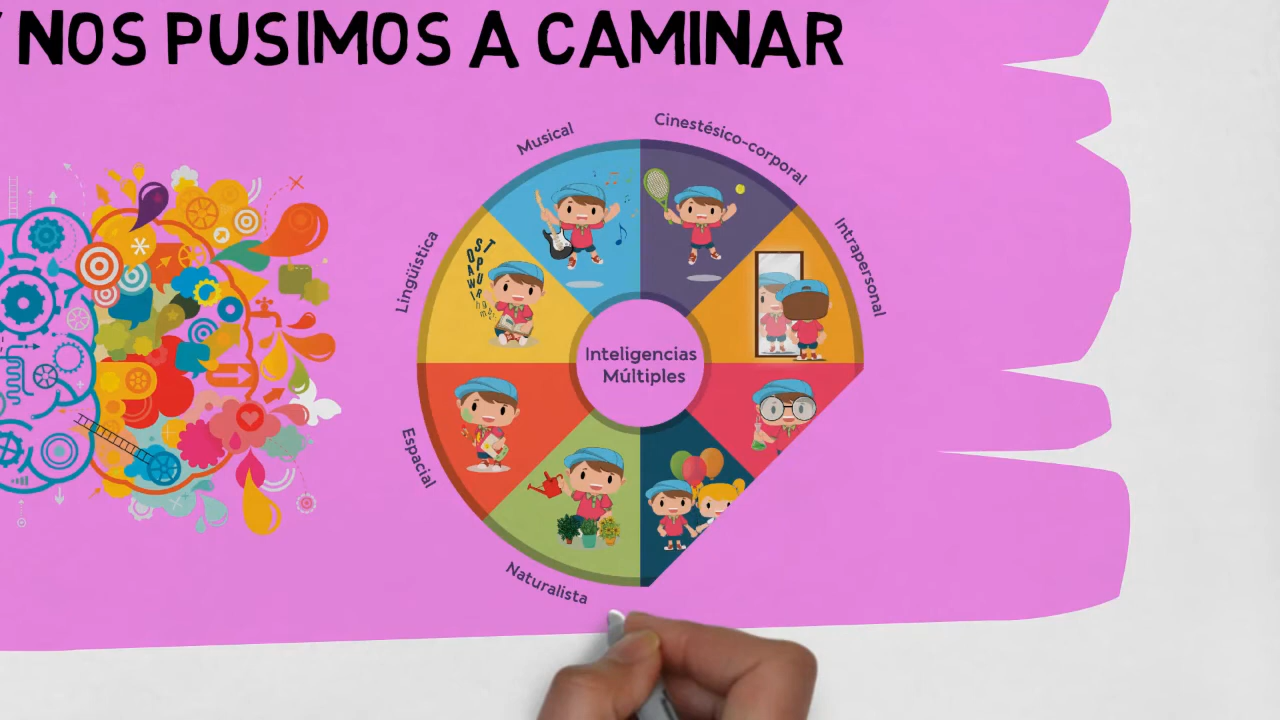 Y NOS PUSIMOS A CAMINAR
Musical
Cinestésico-corporal
Lingüística
Intrapersonal
Inteligencias
Múltiples
Espacial
Naturalista